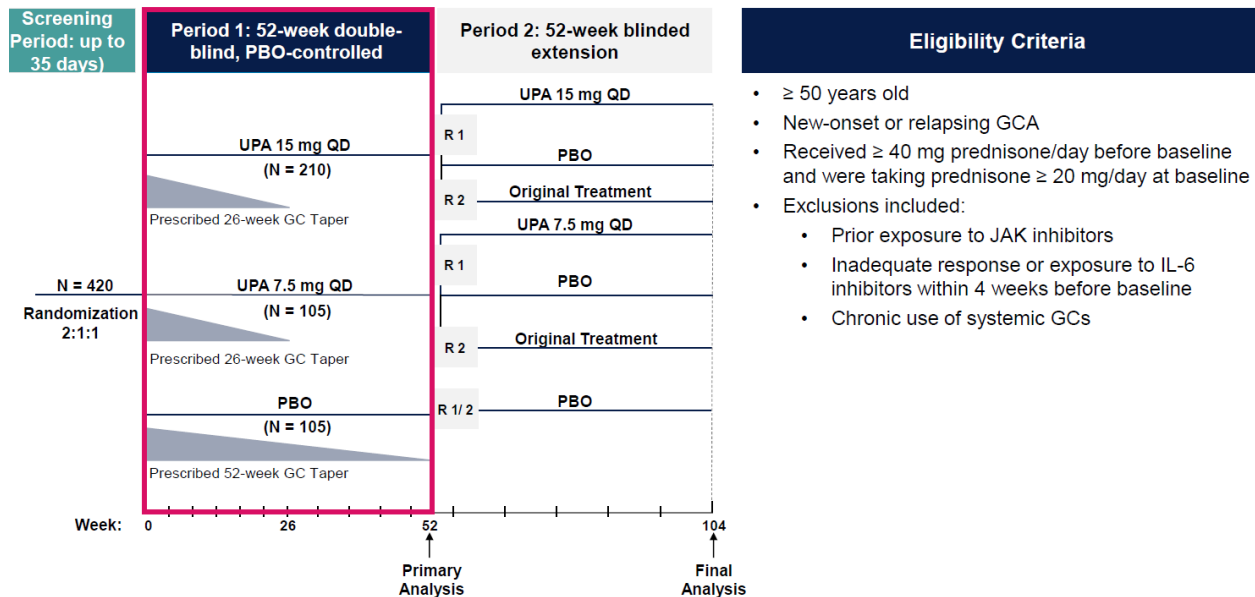 Screening
Period: up to
35 days)
Period 1: 52-week double-
blind, PBO-controlled
Period 2: 52-week blinded
extension
UPA 15 mg QD
(N = 210)
Prescribed 26-week GC Taper
N = 420
Randomization
2:1:1
UPA 7.5 mg QD
(N = 105)
Prescribed 26-week GC Taper
PBO
(N = 105)
Prescribed 52-week GC Taper
UPA 15 mg QD
R 1
PBO
R 2
Original Treatment
UPA 7.5 mg QD
R 1
PBO
R 2
Original Treatment
R 1/ 2
PBO
Week:
0
26
52
104
Primary
Analysis
Final
Analysis
Eligibility Criteria
• ≥ 50 years old
• New-onset or relapsing GCA
• Received ≥ 40 mg prednisone/day before baseline
and were taking prednisone ≥ 20 mg/day at baseline
• Exclusions included:
• Prior exposure to JAK inhibitors
• Inadequate response or exposure to IL-6
inhibitors within 4 weeks before baseline
• Chronic use of systemic GCs